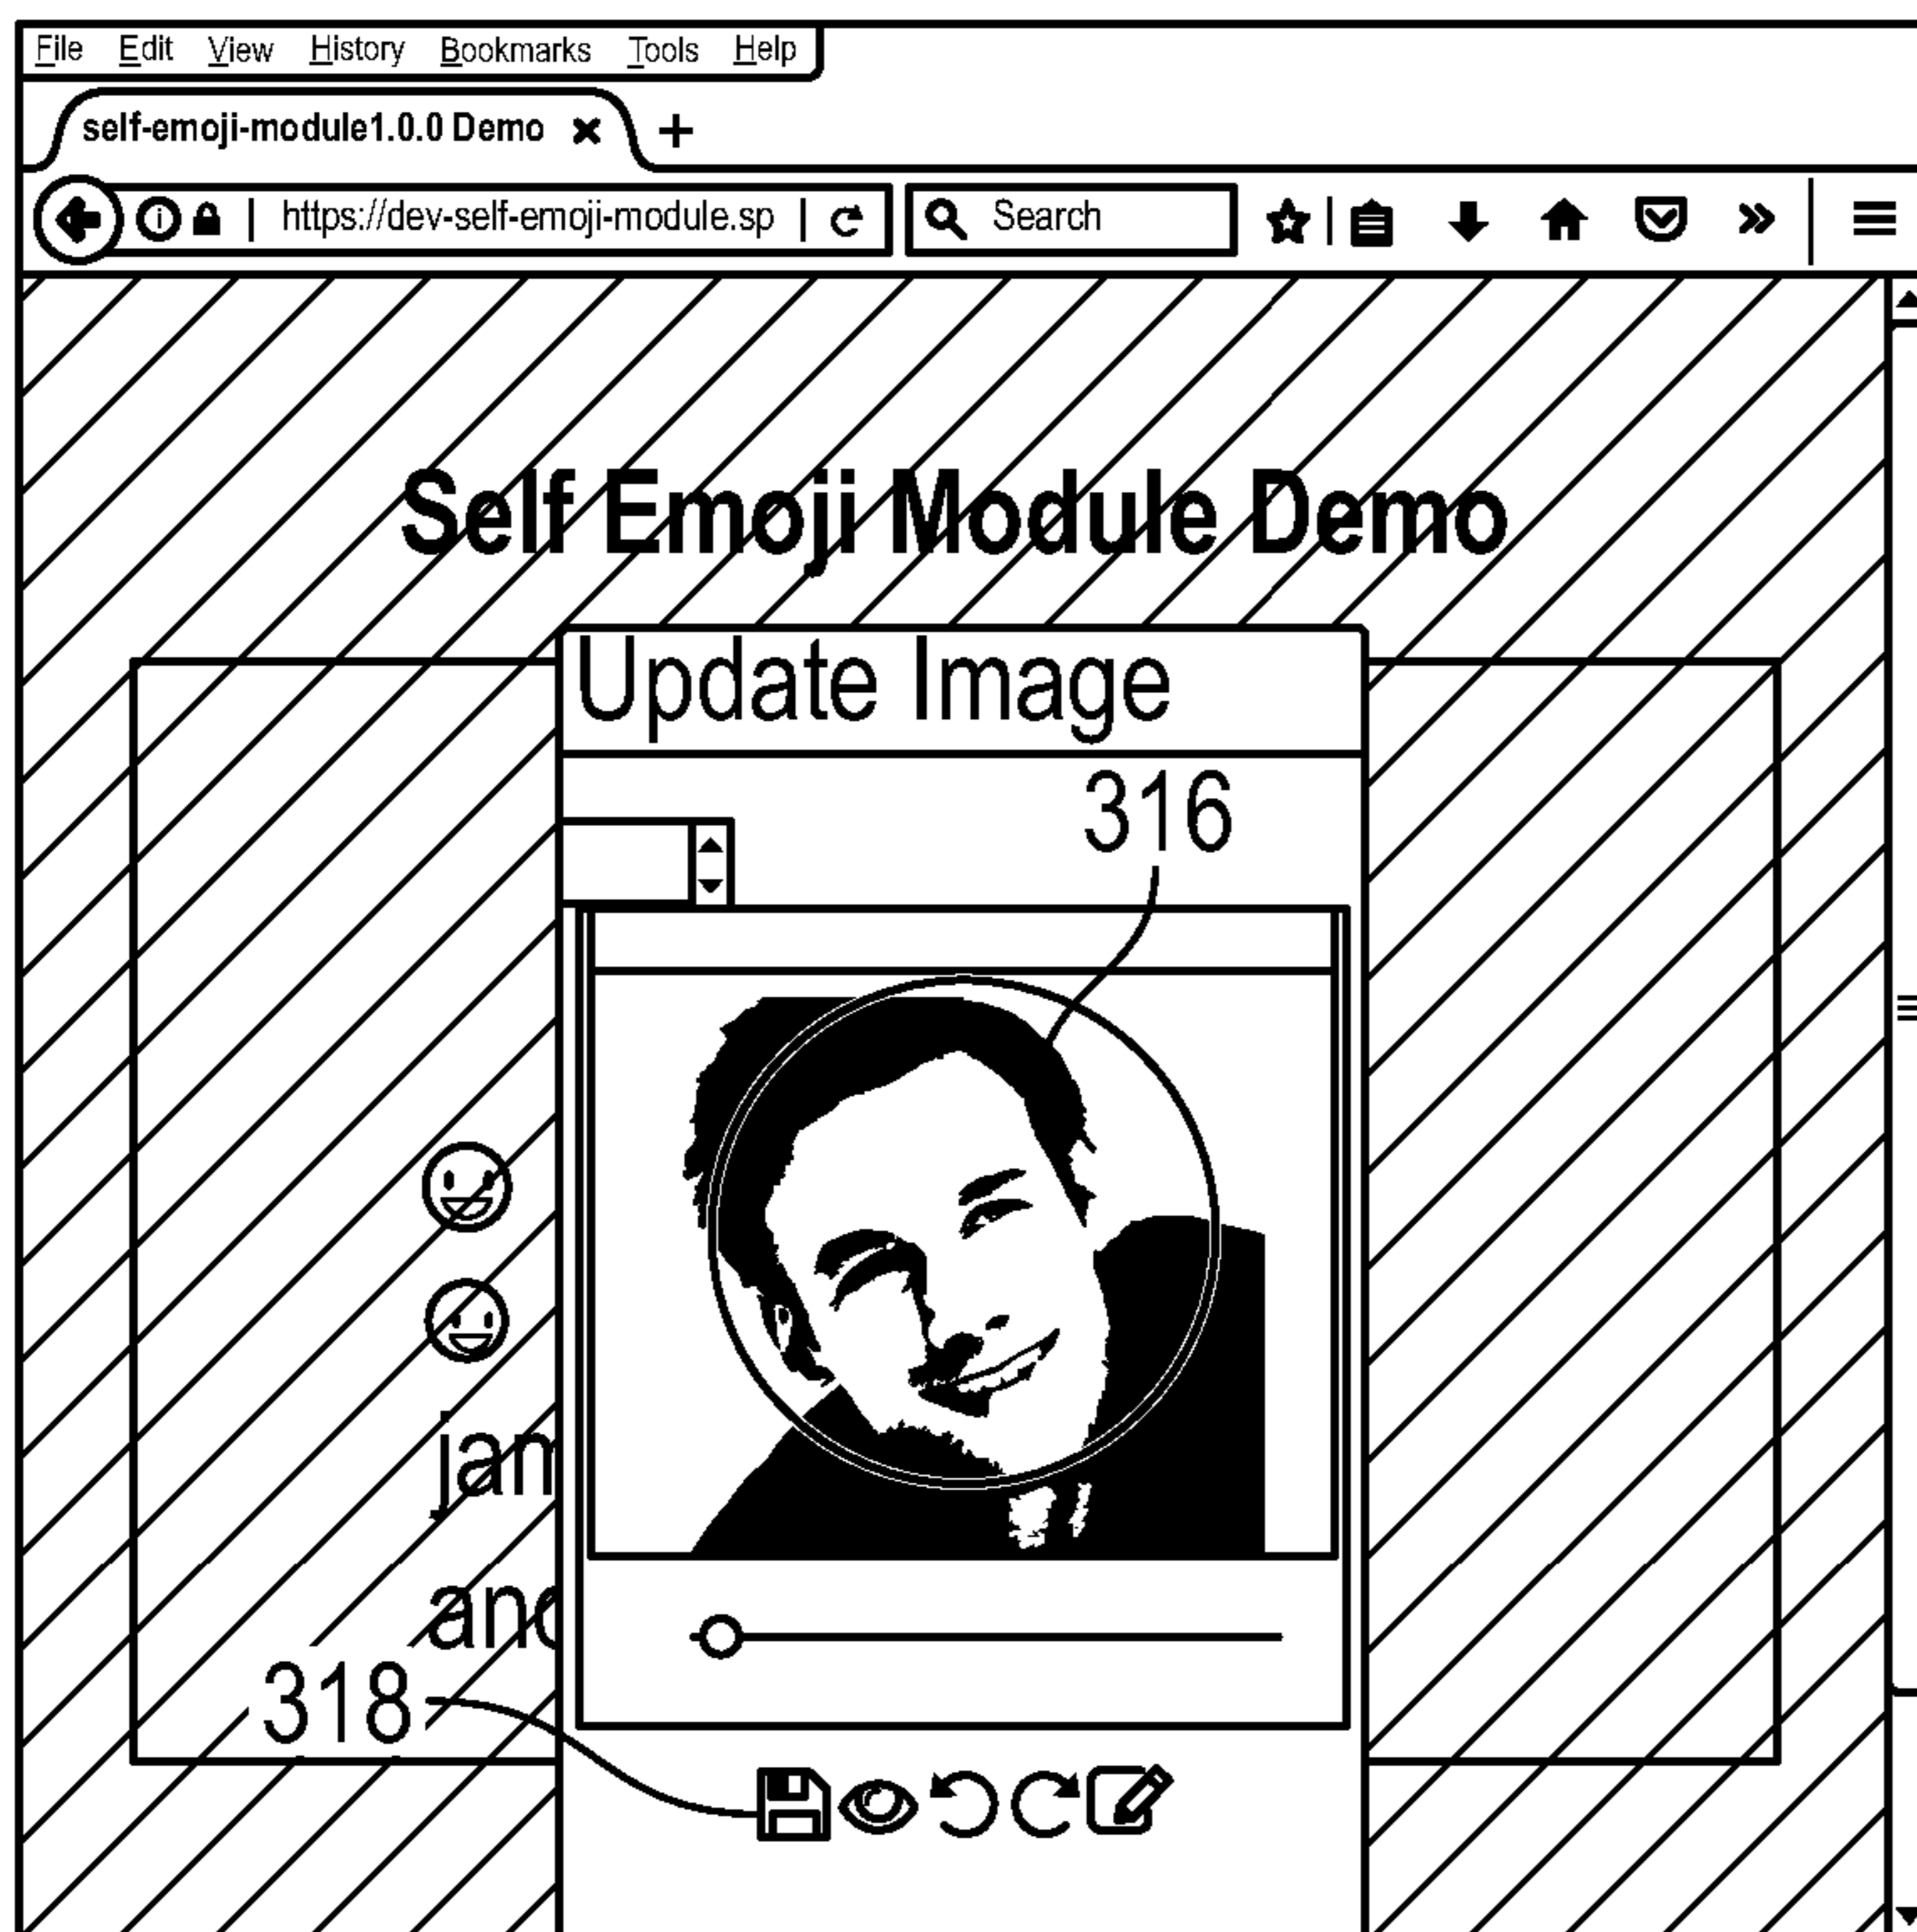 File Edit View History Bookmarks Tools Help
self-emoji-module1.0.0 Demo
https://dev-self-emoji-module.sp
Search
Self Emoji Module Demo
Update Image
316
jam
and
318